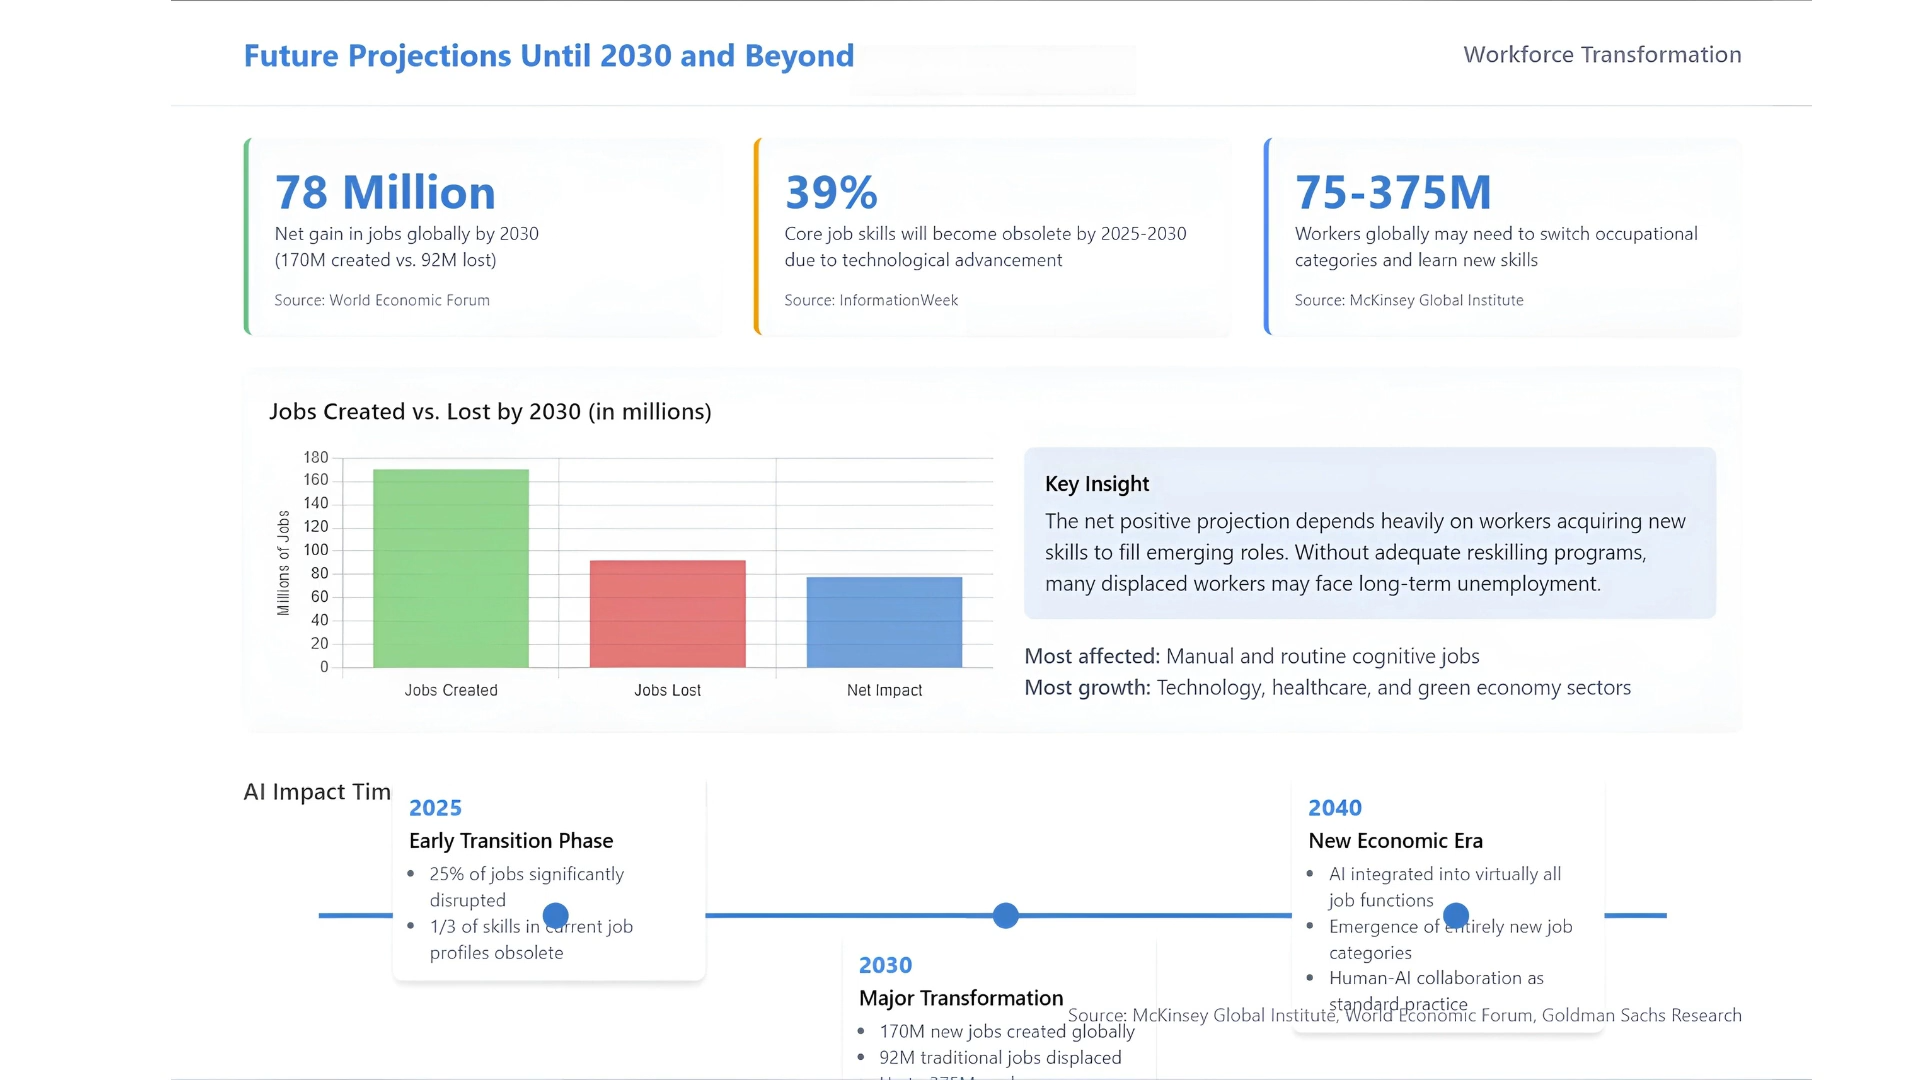 Future Projections Until 2030 and Beyond
Workforce Transformation
78 Million
Net gain in jobs globally by 2030
(170M created vs. 92M lost)
Source: World Economic Forum
39%
Core job skills will become obsolete by 2025-2030
due to technological advancement
Source: InformationWeek
75-375M
Workers globally may need to switch occupational
categories and learn new skills
Source: McKinsey Global Institute
Jobs Created vs. Lost by 2030 (in millions)
Millions of Jobs
180
160
140
120
100
80
60
40
20
0
Jobs Created
Jobs Lost
Net Impact
Key Insight
The net positive projection depends heavily on workers acquiring new
skills to fill emerging roles. Without adequate reskilling programs,
many displaced workers may face long-term unemployment.
Most affected: Manual and routine cognitive jobs
Most growth: Technology, healthcare, and green economy sectors
AI Impact Tim
2025
Early Transition Phase
• 25% of jobs significantly
disrupted
• 1/3 of skills in current job
profiles obsolete
2030
Major Transformation
• 170M new jobs created globally
• 92M traditional jobs displaced
2040
New Economic Era
• AI integrated into virtually all
job functions
• Emergence of entirely new job
categories
• Human-AI collaboration as
standard practice
Source: McKinsey Global Institute, World Economic Forum, Goldman Sachs Research